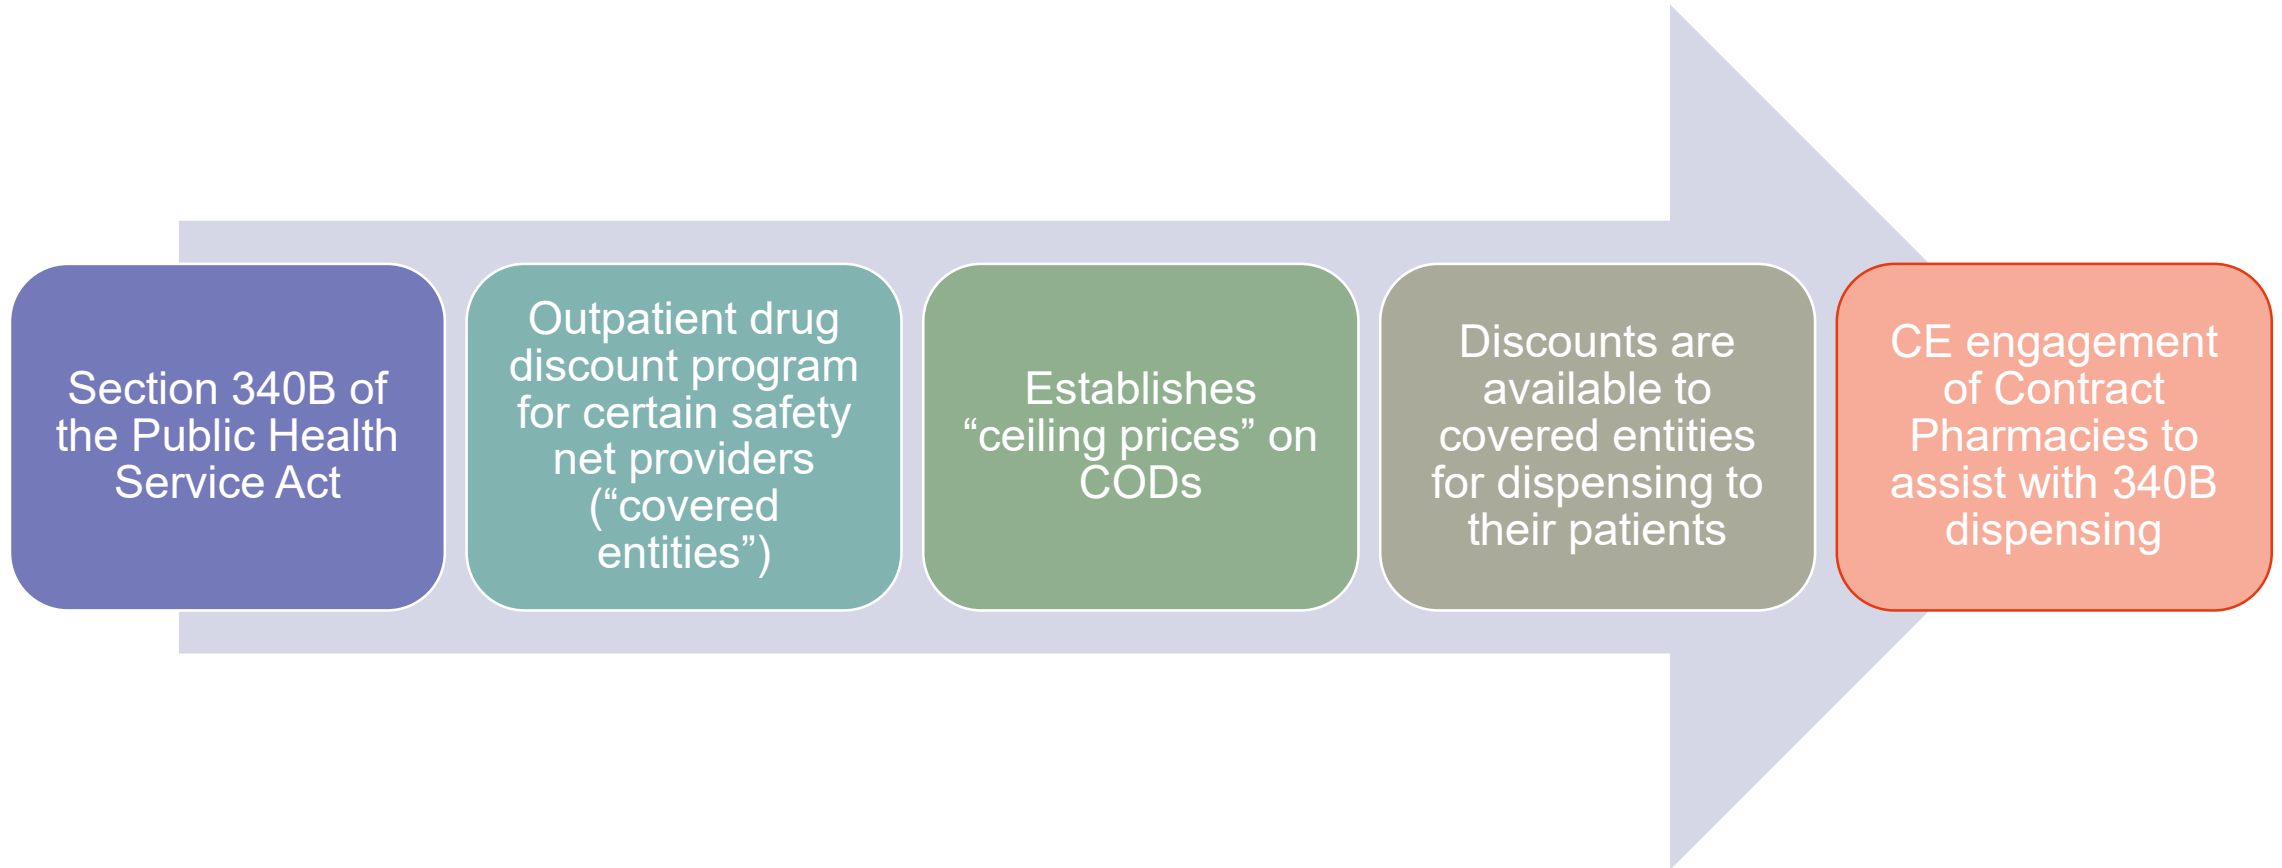 Section 340B of
the Public Health
Service Act
Outpatient drug
discount program
for certain safety
net providers
(“covered
entities”)
Establishes
“ceiling prices” on
CODs
Discounts are
available to
covered entities
for dispensing to
their patients
CE engagement
of Contract
Pharmacies to
assist with 340B
dispensing